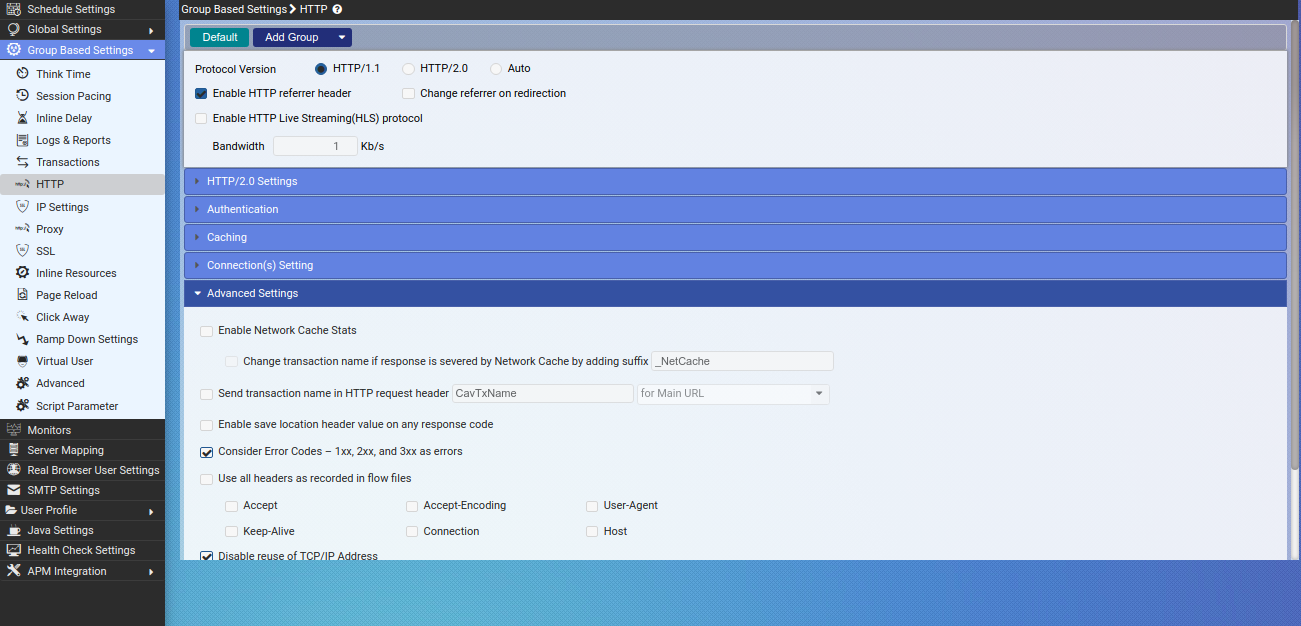 Schedule Settings
Global Settings
Group Based Settings
Think Time
Session Pacing
Inline Delay
Logs & Reports
Transactions
HTTP
IP Settings
Proxy
SSL
Inline Resources
Page Reload
Click Away
Ramp Down Settings
Virtual User
Advanced
Script Parameter
Monitors
Server Mapping
Real Browser User Settings
SMTP Settings
User Profile
Java Settings
Health Check Settings
APM Integration
Group Based Settings HTTP
Default Add Group
Protocol Version HTTP/1.1 HTTP/2.0 Auto
Enable HTTP referrer header Change referrer on redirection
Enable HTTP Live Streaming(HLS) protocol
Bandwidth 1 Kb/s
HTTP/2.0 Settings
Authentication
Caching
Connection(s) Setting
Advanced Settings
Enable Network Cache Stats
Change transaction name if response is severed by Network Cache by adding suffix _NetCache
Send transaction name in HTTP request header CavTxName for Main URL
Enable save location header value on any response code
Consider Error Codes – 1xx, 2xx, and 3xx as errors
Use all headers as recorded in flow files
Accept Accept-Encoding User-Agent
Keep-Alive Connection Host
Disable reuse of TCP/IP Address